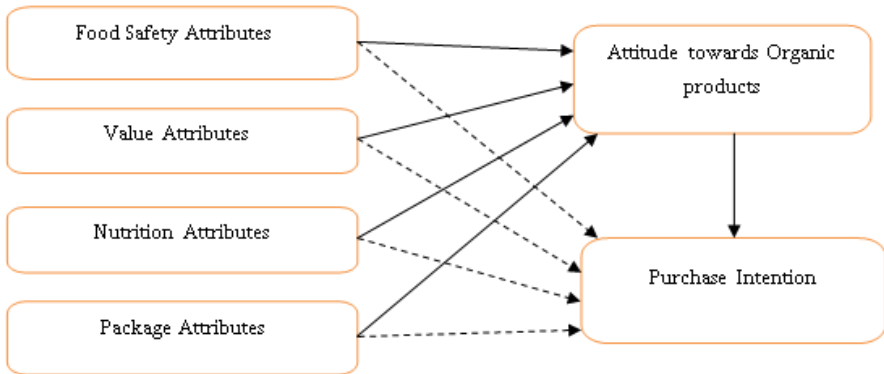 Food Safety Attributes
Attitude towards Organic
products
Value Attributes
Nutrition Attributes
Purchase Intention
Package Attributes